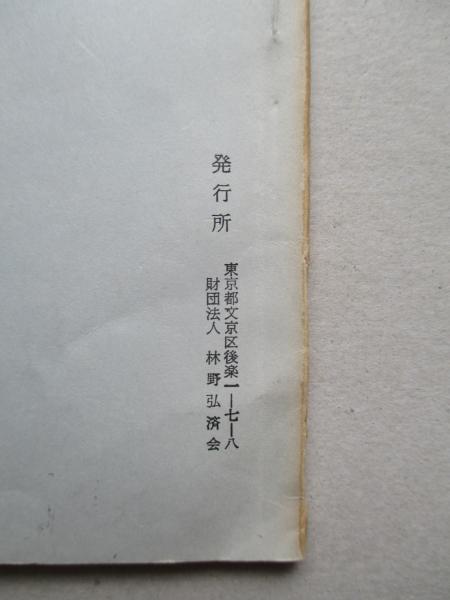 発行所
東京都文京区後楽一―七―八
財団法人 林野弘済会